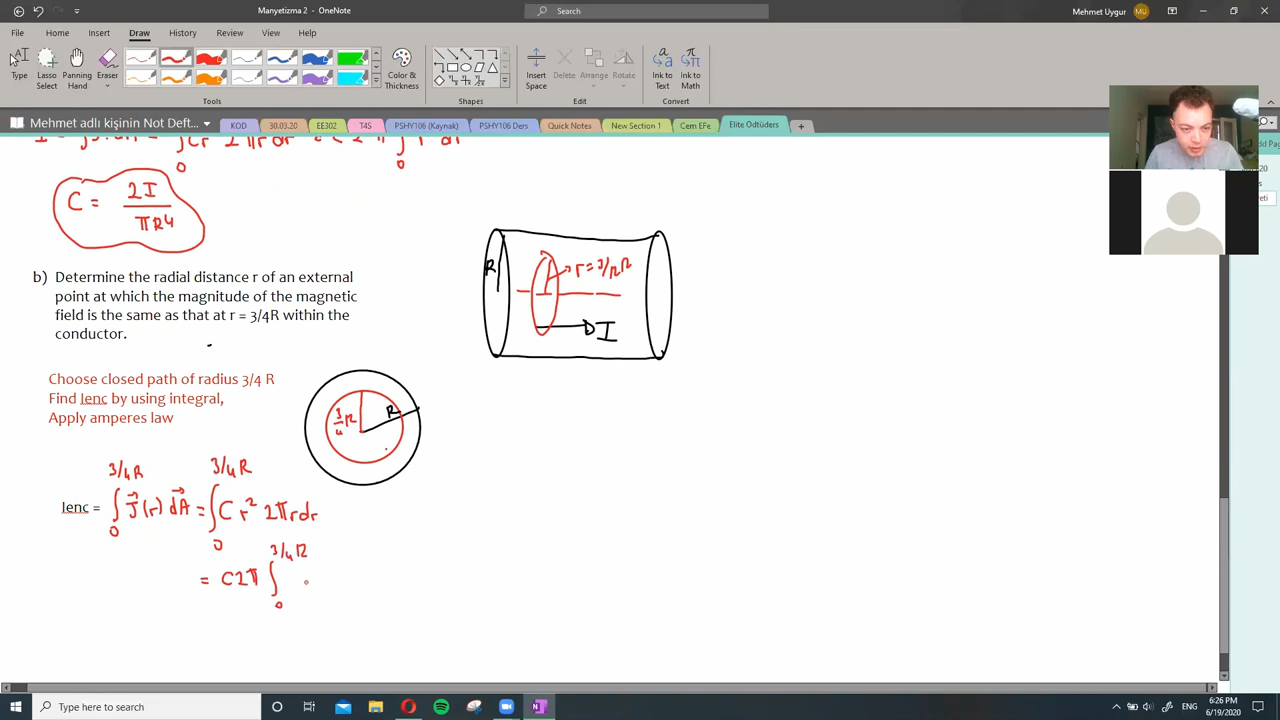 Manyetizma 2 - OneNote
Search
Mehmet Uygur
MU
File Home Insert Draw History Review View Help
Type
Lasso Select
Panning Hand
Eraser
Color & Thickness
Insert Space
Delete
Arrange
Rotate
Ink to Text
Ink to Math
Tools
Shapes
Edit
Convert
Mehmet adlı kişinin Not Deft...
KOD
30.03.20
EE302
T4S
PSHY106 (Kaynak)
PSHY106 Ders
Quick Notes
New Section 1
Cem EFe
Elite Odtüders
C = 2I / πR4
R
r = 3/4 R
I
b) Determine the radial distance r of an external
point at which the magnitude of the magnetic
field is the same as that at r = 3/4R within the
conductor.
Choose closed path of radius 3/4 R
Find Ienc by using integral,
Apply amperes law
3/4 R
R
Ienc = ∫₀^(3/4 R) J⃗(r) dA⃗ = ∫₀^(3/4 R) C r² 2πrdr
= C2π ∫₀^(3/4 R)
Type here to search
6:26 PM
6/19/2020